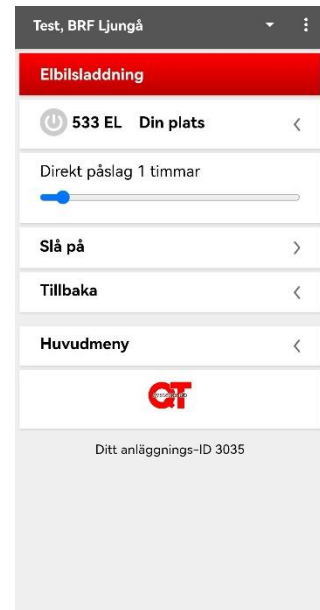 Test, BRF Ljungå
Elbilsladdning
533 EL Din plats
Direkt påslag 1 timmar
Slå på
Tillbaka
Huvudmeny
QT
Ditt anläggnings-ID 3035